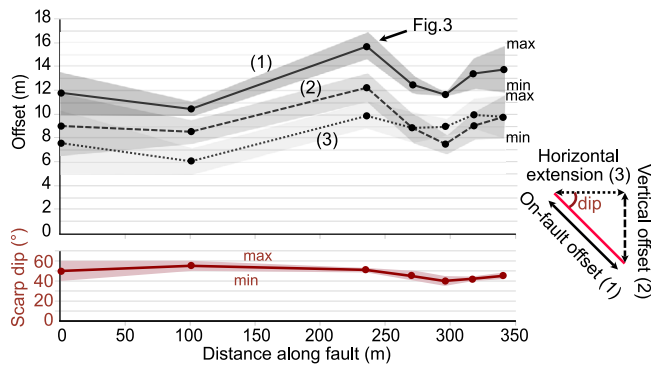 18
16
14
12
10
8
6
4
2
0
Offset (m)
Fig.3
(1)
(2)
(3)
max
min
max
min
Horizontal
extension (3)
dip
On-fault offset (1)
Vertical offset (2)
60
40
0
Scarp dip (°)
max
min
0
50
100
150
200
250
300
350
Distance along fault (m)